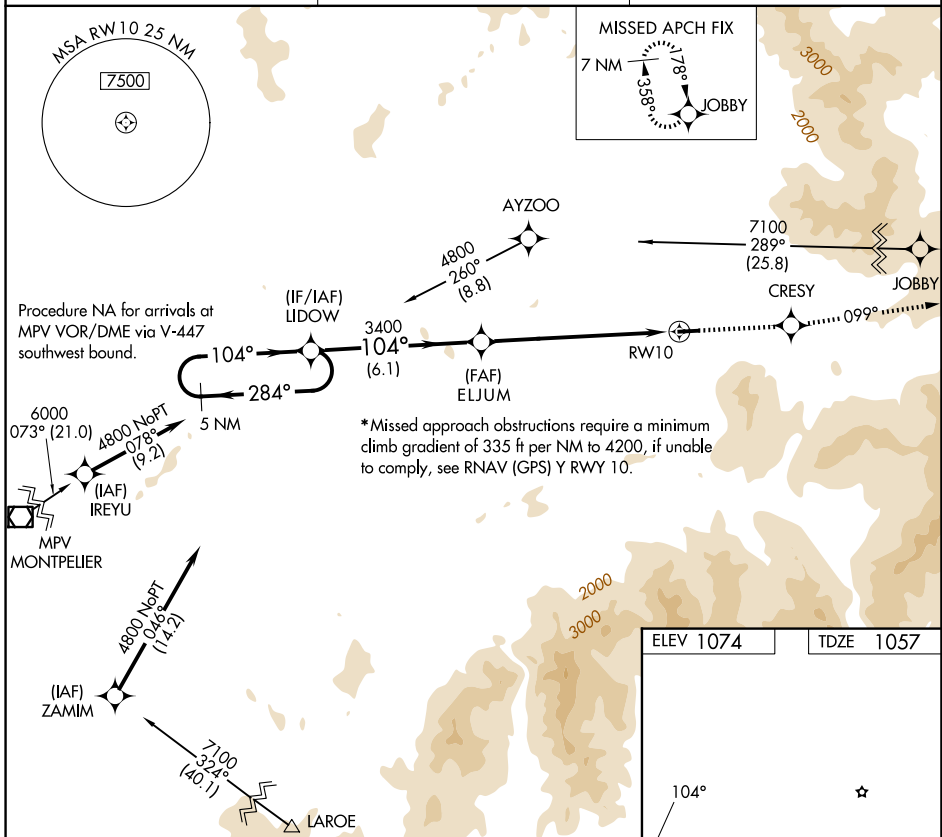 MSA RW10 25 NM
7500
MISSED APCH FIX
7 NM
178°
358°
JOBBY
3000
2000
AYZOO
4800
260°
(8.8)
7100
289°
(25.8)
JOBBY
CRESY
099°
RW10
Procedure NA for arrivals at
MPV VOR/DME via V-447
southwest bound.
(IF/IAF)
LIDOW
104°
284°
5 NM
3400
104°
(6.1)
(FAF)
ELJUM
*Missed approach obstructions require a minimum
climb gradient of 335 ft per NM to 4200, if unable
to comply, see RNAV (GPS) Y RWY 10.
6000
073° (21.0)
4800 NoPT
078°
(9.2)
(IAF)
IREYU
MPV
MONTPELIER
4800 NoPT
046°
(14.2)
(IAF)
ZAMIM
7100
324°
(40.1)
LAROE
2000
3000
ELEV 1074
TDZE 1057
104°